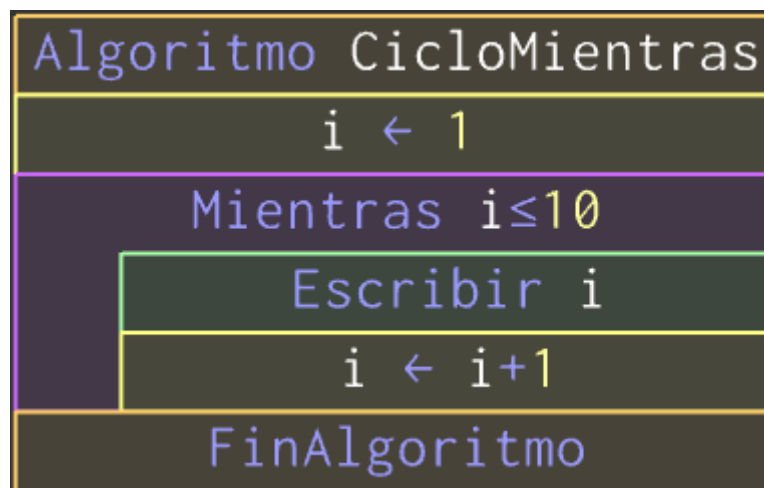 Algoritmo CicloMientras
i ← 1
Mientras i≤10
Escribir i
i ← i+1
FinAlgoritmo